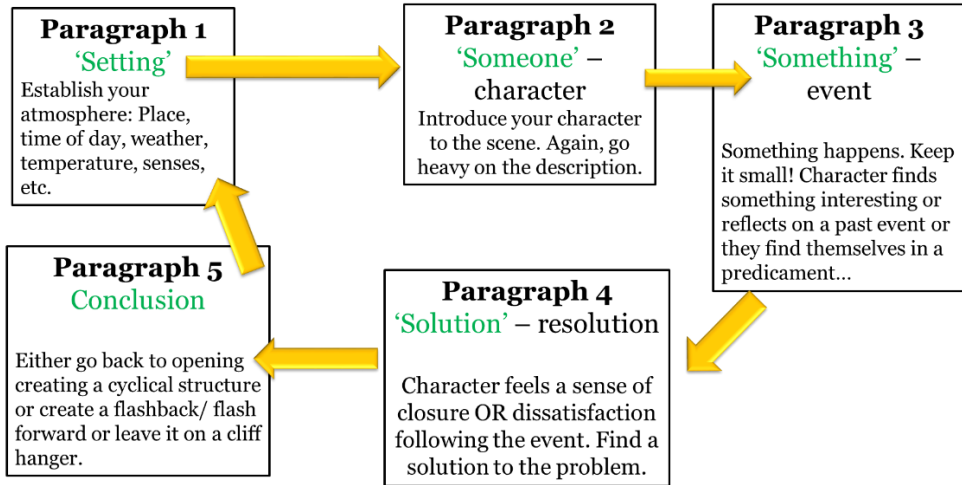 Paragraph 1
‘Setting’
Establish your
atmosphere: Place,
time of day, weather,
temperature, senses,
etc.
Paragraph 2
‘Someone’ –
character
Introduce your character
to the scene. Again, go
heavy on the description.
Paragraph 3
‘Something’ –
event
Something happens. Keep
it small! Character finds
something interesting or
reflects on a past event or
they find themselves in a
predicament…
Paragraph 4
‘Solution’ – resolution
Character feels a sense of
closure OR dissatisfaction
following the event. Find a
solution to the problem.
Paragraph 5
Conclusion
Either go back to opening
creating a cyclical structure
or create a flashback/ flash
forward or leave it on a cliff
hanger.